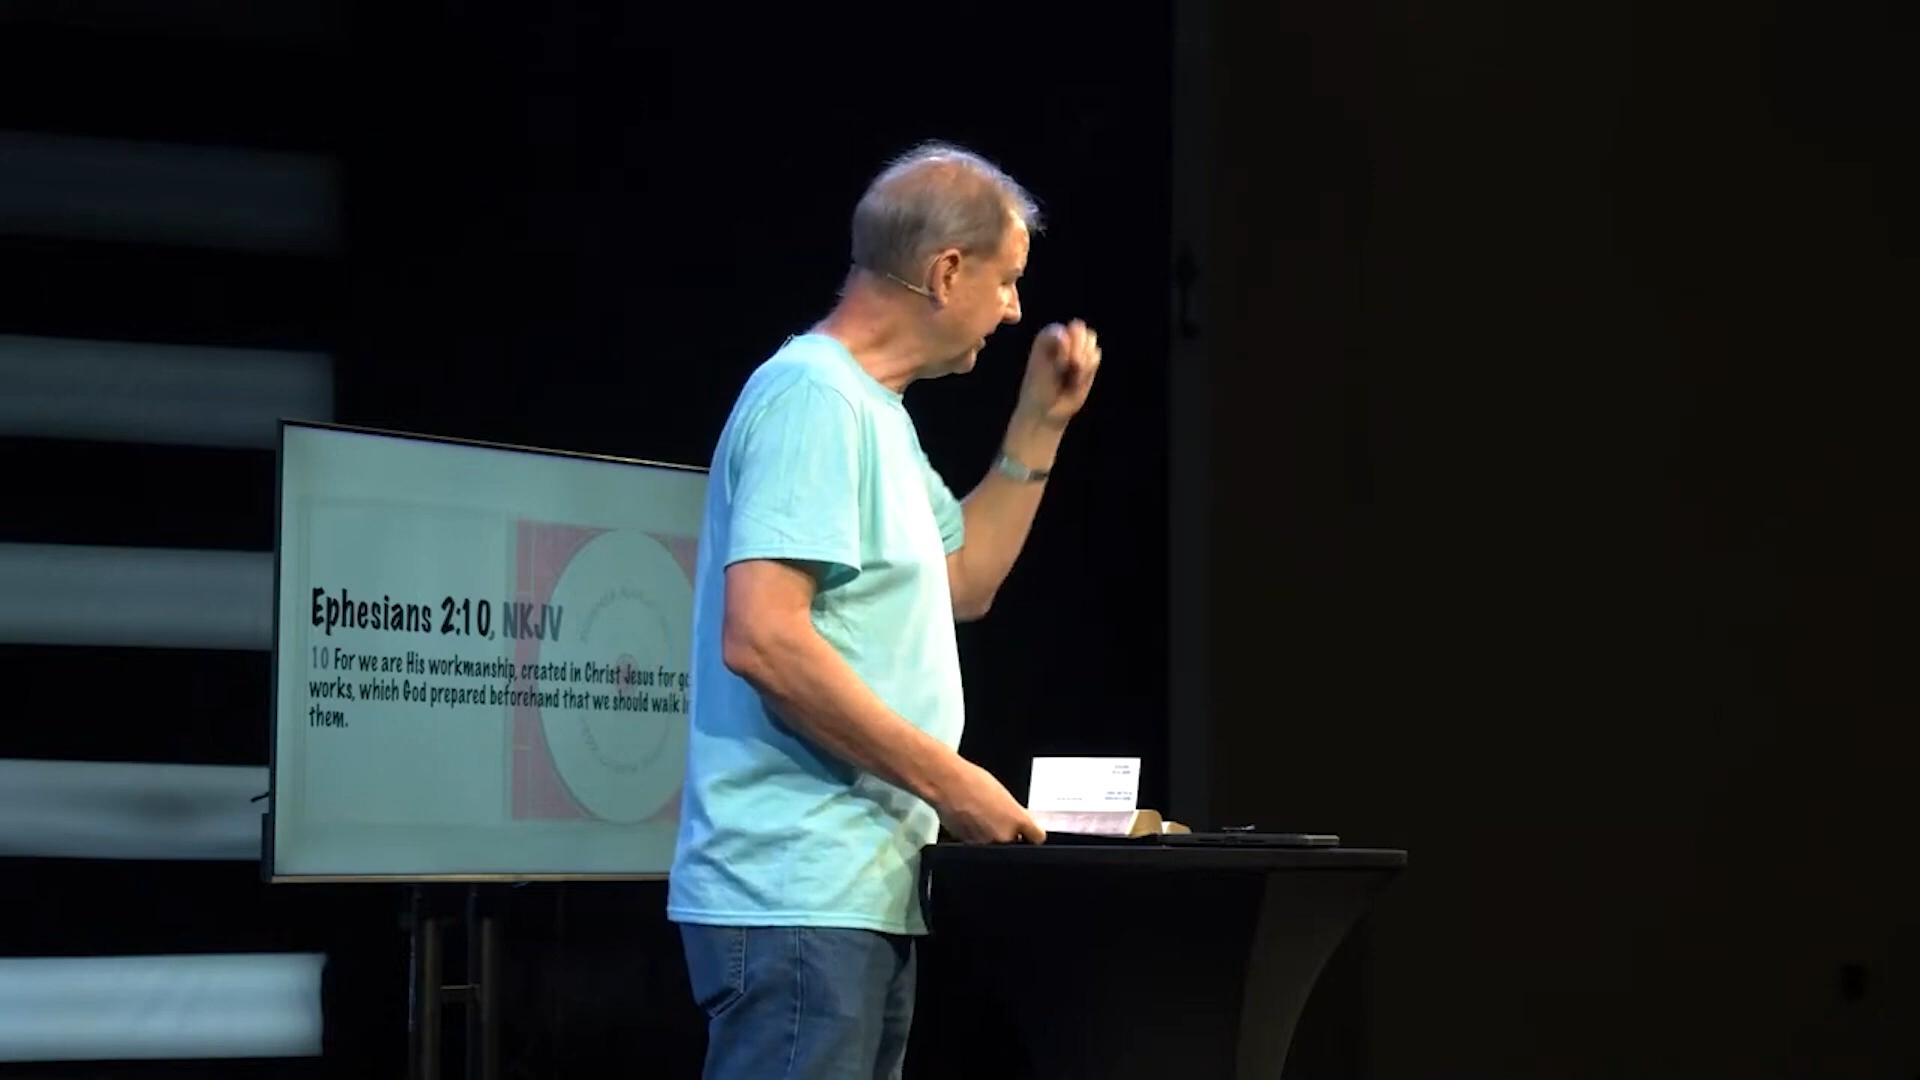 Ephesians 2:10, NKJV
10 For we are His workmanship, created in Christ Jesus for
works, which God prepared beforehand that we should walk
them.